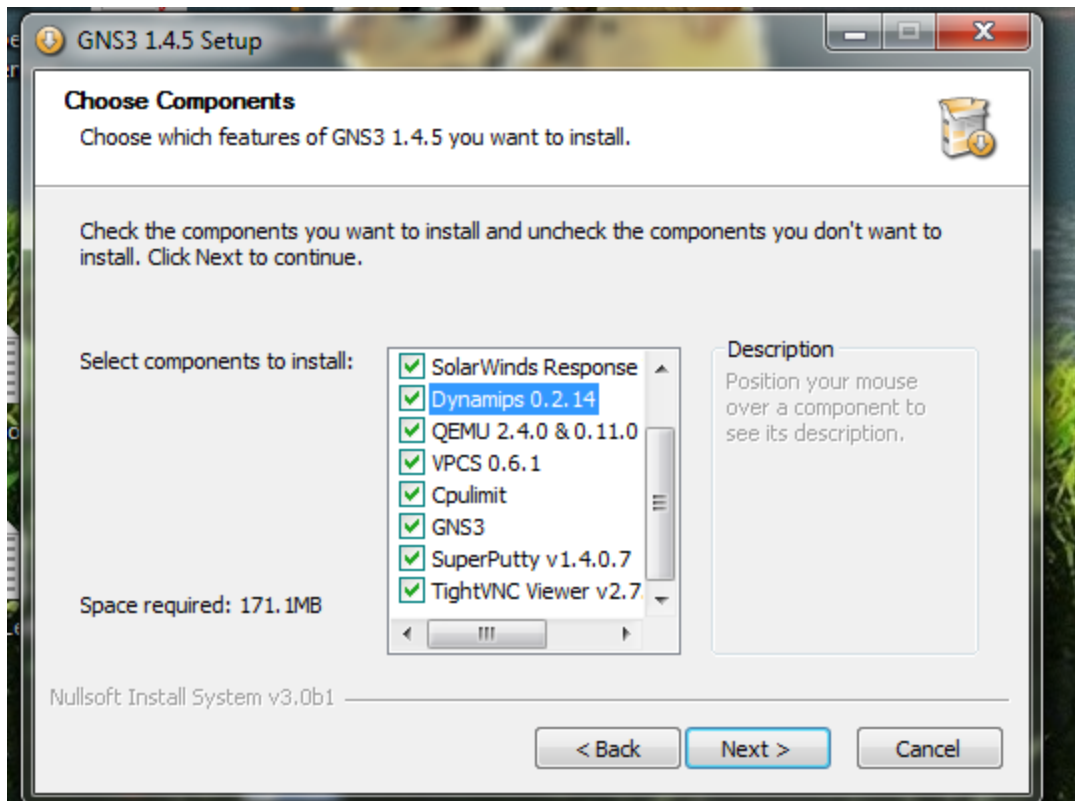 GNS3 1.4.5 Setup
Choose Components
Choose which features of GNS3 1.4.5 you want to install.
Check the components you want to install and uncheck the components you don't want to
install. Click Next to continue.
Select components to install:
SolarWinds Response
Dynamips 0.2.14
QEMU 2.4.0 & 0.11.0
VPCS 0.6.1
Cpulimit
GNS3
SuperPutty v1.4.0.7
TightVNC Viewer v2.7
Description
Position your mouse
over a component to
see its description.
Space required: 171.1MB
Nullsoft Install System v3.0b1
< Back
Next >
Cancel